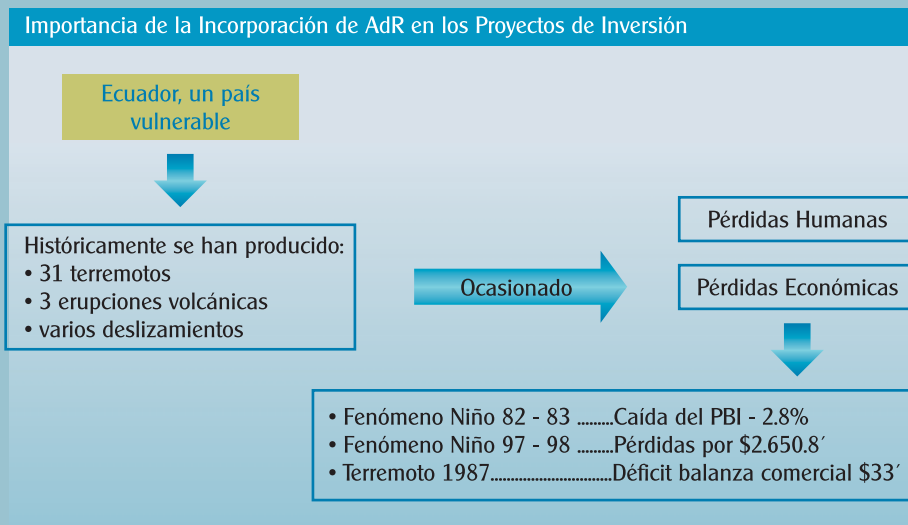 Importancia de la Incorporación de AdR en los Proyectos de Inversión
Ecuador, un país
vulnerable
Históricamente se han producido:
• 31 terremotos
• 3 erupciones volcánicas
• varios deslizamientos
Ocasionado
Pérdidas Humanas
Pérdidas Económicas
• Fenómeno Niño 82 - 83 .........Caída del PBI - 2.8%
• Fenómeno Niño 97 - 98 .........Pérdidas por $2.650.8´
• Terremoto 1987..............................Déficit balanza comercial $33´